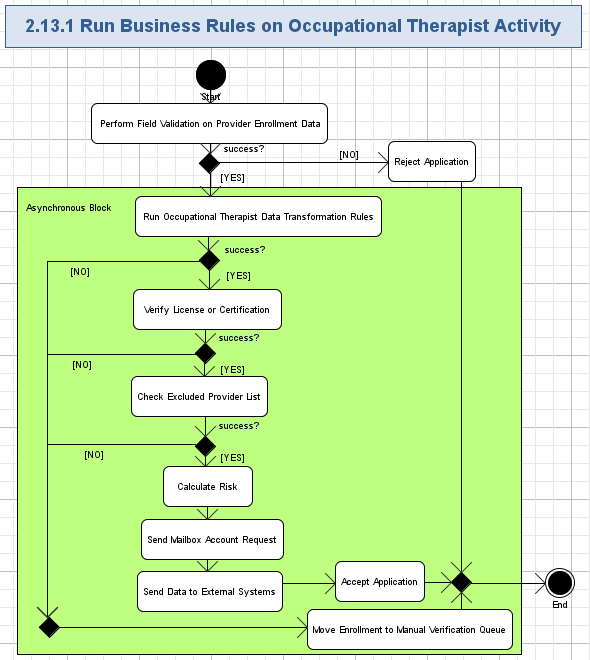 2.13.1 Run Business Rules on Occupational Therapist Activity
Start
Perform Field Validation on Provider Enrollment Data
success?
[NO]
Reject Application
[YES]
Asynchronous Block
Run Occupational Therapist Data Transformation Rules
success?
[NO]
[YES]
Verify License or Certification
success?
[NO]
[YES]
Check Excluded Provider List
success?
[NO]
[YES]
Calculate Risk
Send Mailbox Account Request
Send Data to External Systems
Accept Application
End
Move Enrollment to Manual Verification Queue